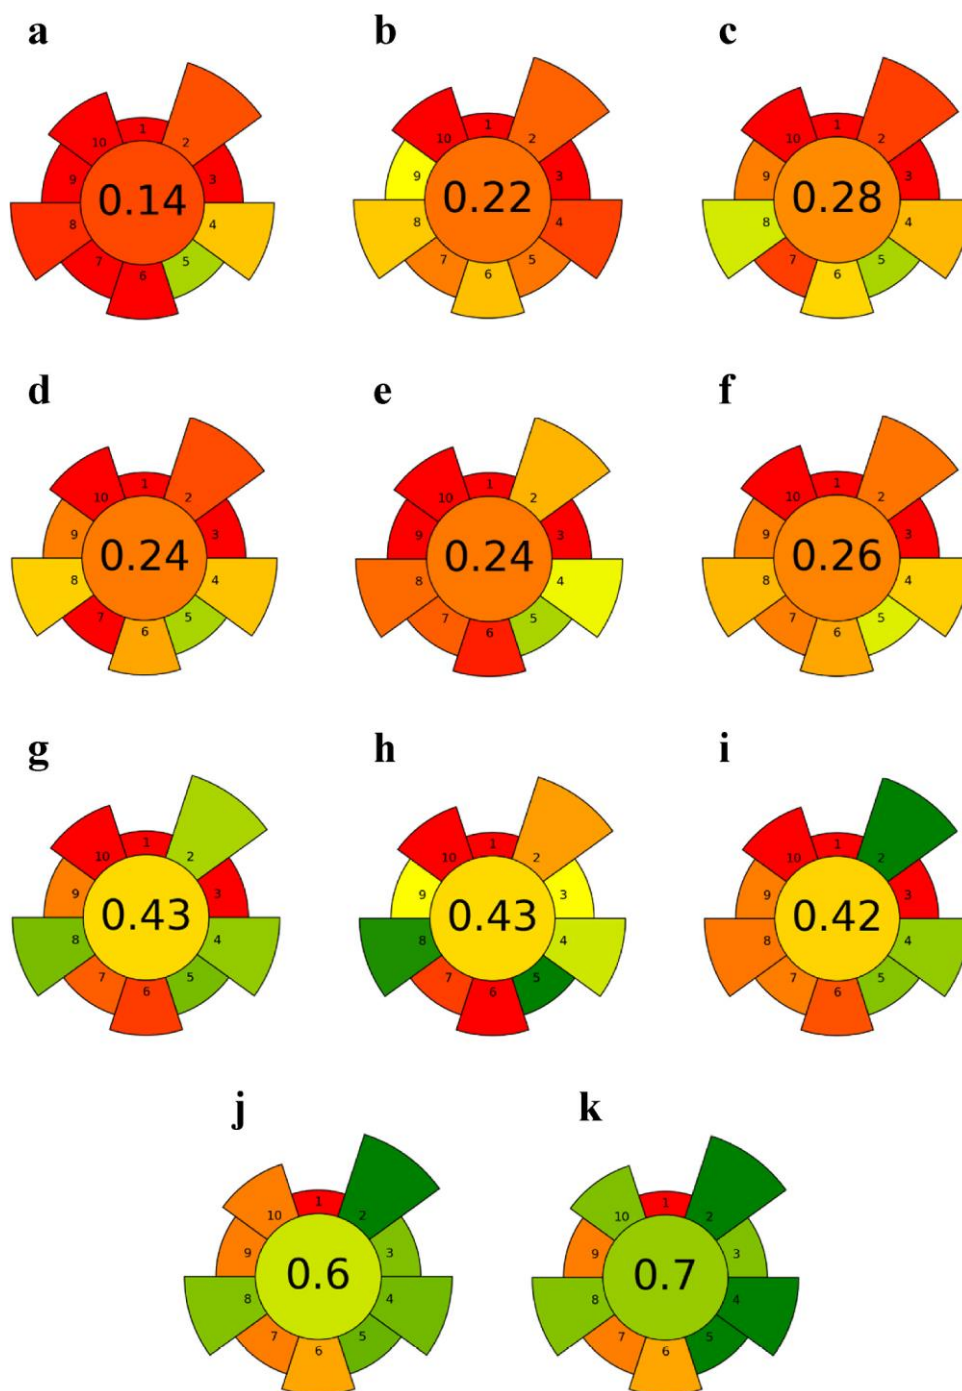 a b c
1 2 3 4 5 6 7 8 9 10 0.14
1 2 3 4 5 6 7 8 9 10 0.22
1 2 3 4 5 6 7 8 9 10 0.28
d e f
1 2 3 4 5 6 7 8 9 10 0.24
1 2 3 4 5 6 7 8 9 10 0.24
1 2 3 4 5 6 7 8 9 10 0.26
g h i
1 2 3 4 5 6 7 8 9 10 0.43
1 2 3 4 5 6 7 8 9 10 0.43
1 2 3 4 5 6 7 8 9 10 0.42
j k
1 2 3 4 5 6 7 8 9 10 0.6
1 2 3 4 5 6 7 8 9 10 0.7